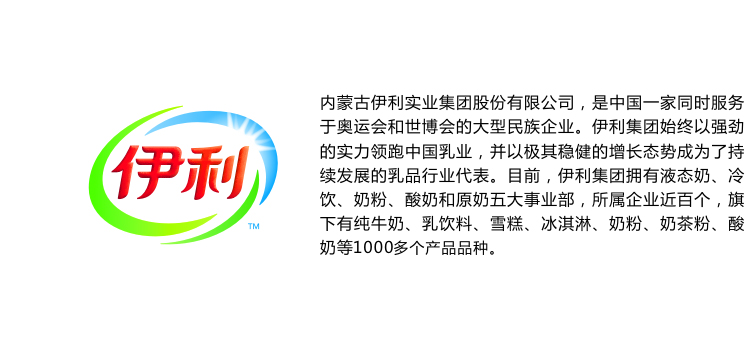 伊利
TM
内蒙古伊利实业集团股份有限公司，是中国一家同时服务
于奥运会和世博会的大型民族企业。伊利集团始终以强劲
的实力领跑中国乳业，并以极其稳健的增长态势成为了持
续发展的乳品行业代表。目前，伊利集团拥有液态奶、冷
饮、奶粉、酸奶和原奶五大事业部，所属企业近百个，旗
下有纯牛奶、乳饮料、雪糕、冰淇淋、奶粉、奶茶粉、酸
奶等1000多个产品品种。